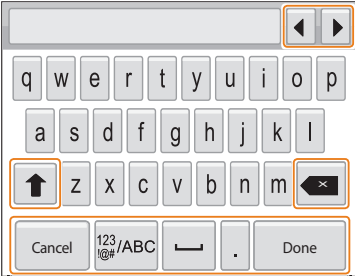 q w e r t y u i o p
a s d f g h j k l
z x c v b n m
Cancel 123 !@# /ABC . Done